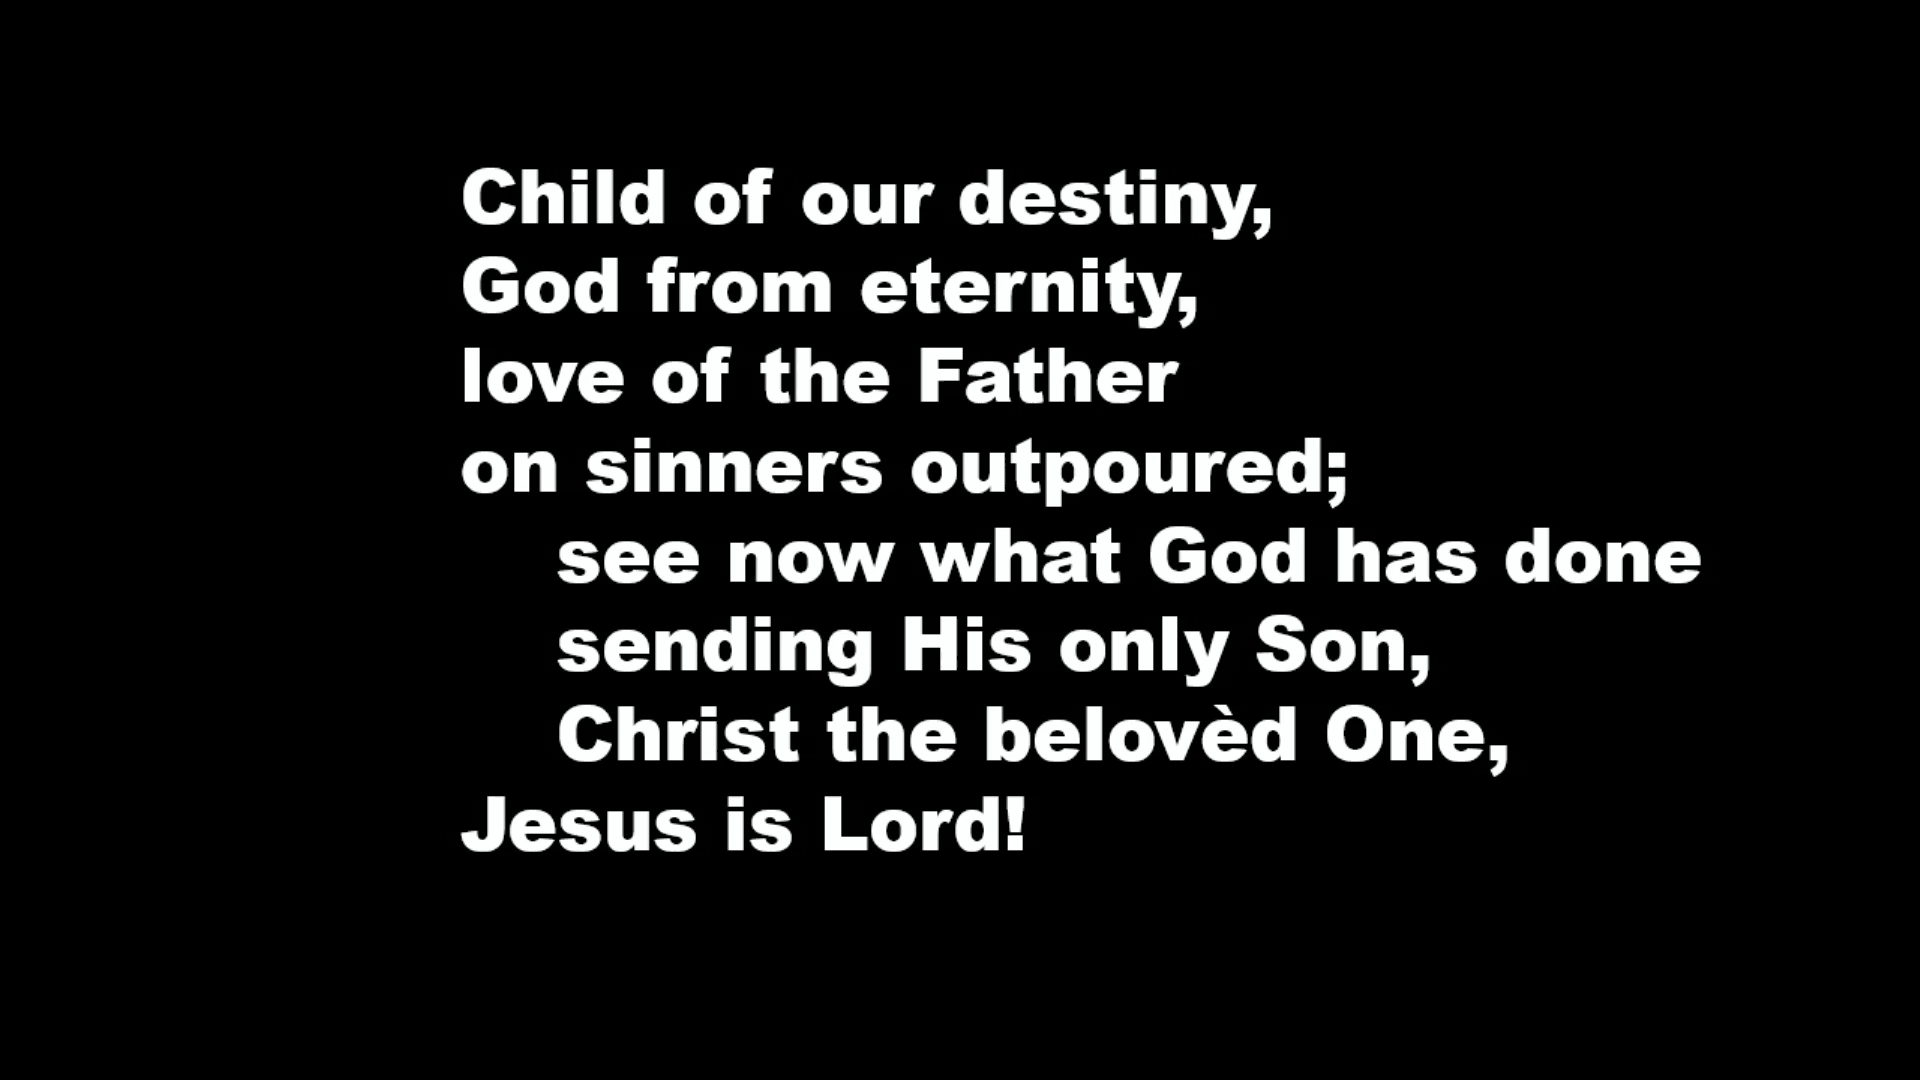 Child of our destiny,
God from eternity,
love of the Father
on sinners outpoured;
see now what God has done
sending His only Son,
Christ the belovèd One,
Jesus is Lord!